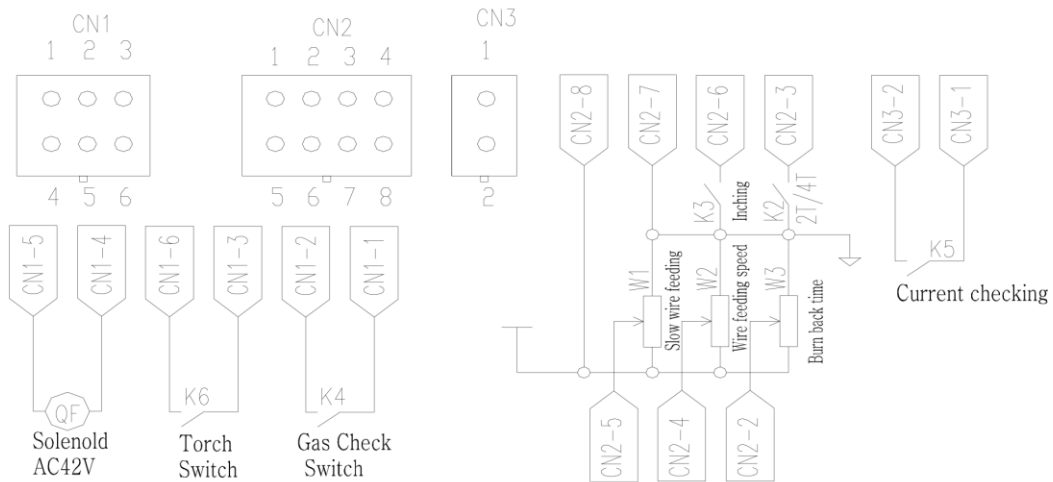 CN1
CN2
CN3
1 2 3
1 2 3 4
1
4 5 6
5 6 7 8
2
CN1-5
CN1-4
CN1-6
CN1-3
CN1-2
CN1-1
QF
K6
K4
Solenold
AC42V
Torch
Switch
Gas Check
Switch
CN2-8
CN2-7
CN2-6
CN2-3
CN3-2
CN3-1
K3
Inching
K2
2T/4T
K5
Current checking
W1
Slow wire feeding
W2
Wire feeding speed
W3
Burn back time
CN2-5
CN2-4
CN2-2